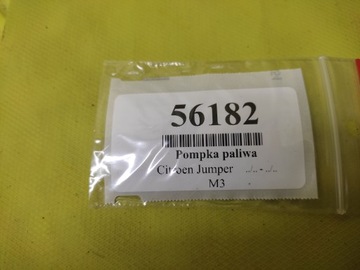 56182
Pompka paliwa
Citroen Jumper ../.. - ../..
M3 -